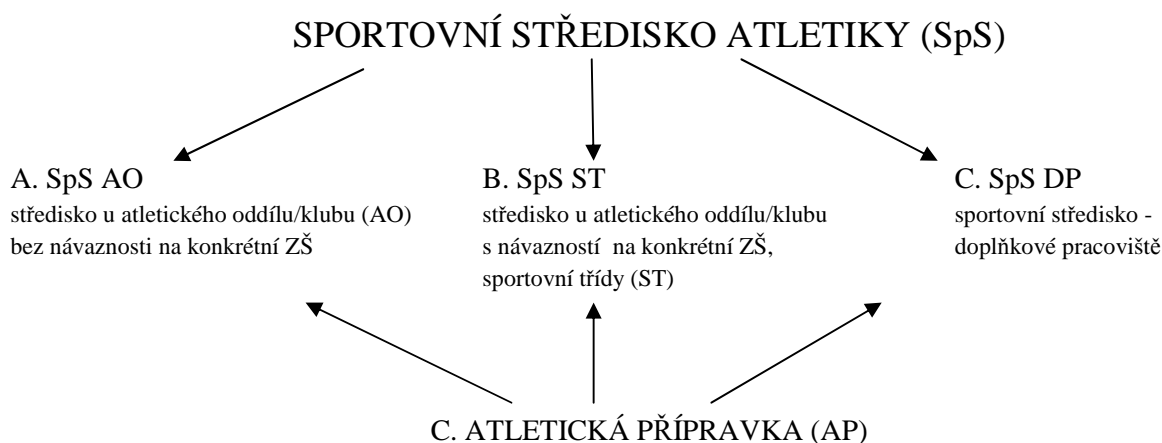 SPORTOVNÍ STŘEDISKO ATLETIKY (SpS)
A. SpS AO
středisko u atletického oddílu/klubu (AO)
bez návaznosti na konkrétní ZŠ
B. SpS ST
středisko u atletického oddílu/klubu
s návazností na konkrétní ZŠ,
sportovní třídy (ST)
C. SpS DP
sportovní středisko -
doplňkové pracoviště
C. ATLETICKÁ PŘÍPRAVKA (AP)